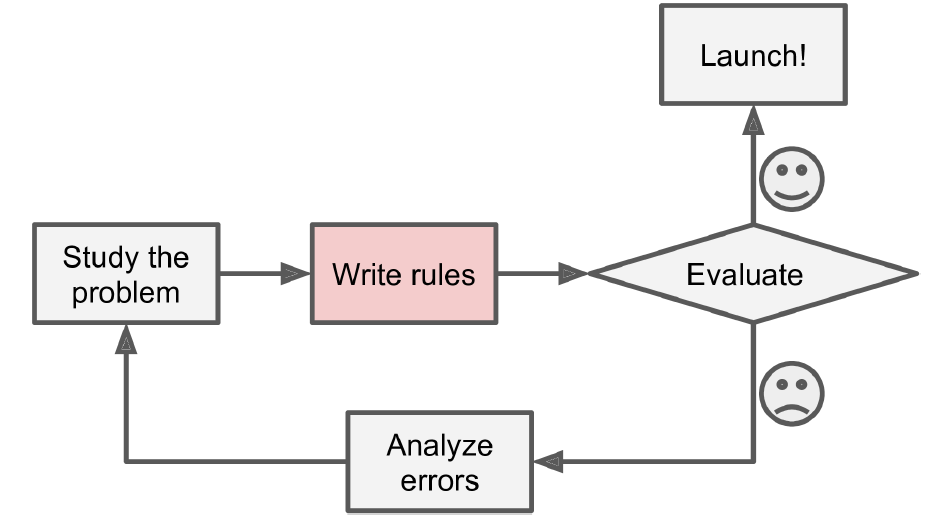 Launch!
Study the
problem
Write rules
Evaluate
Analyze
errors